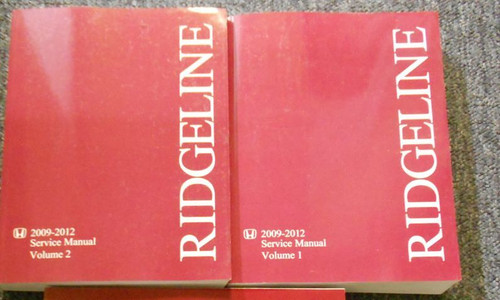 RIDGELINE
2009-2012
Service Manual
Volume 2
RIDGELINE
2009-2012
Service Manual
Volume 1